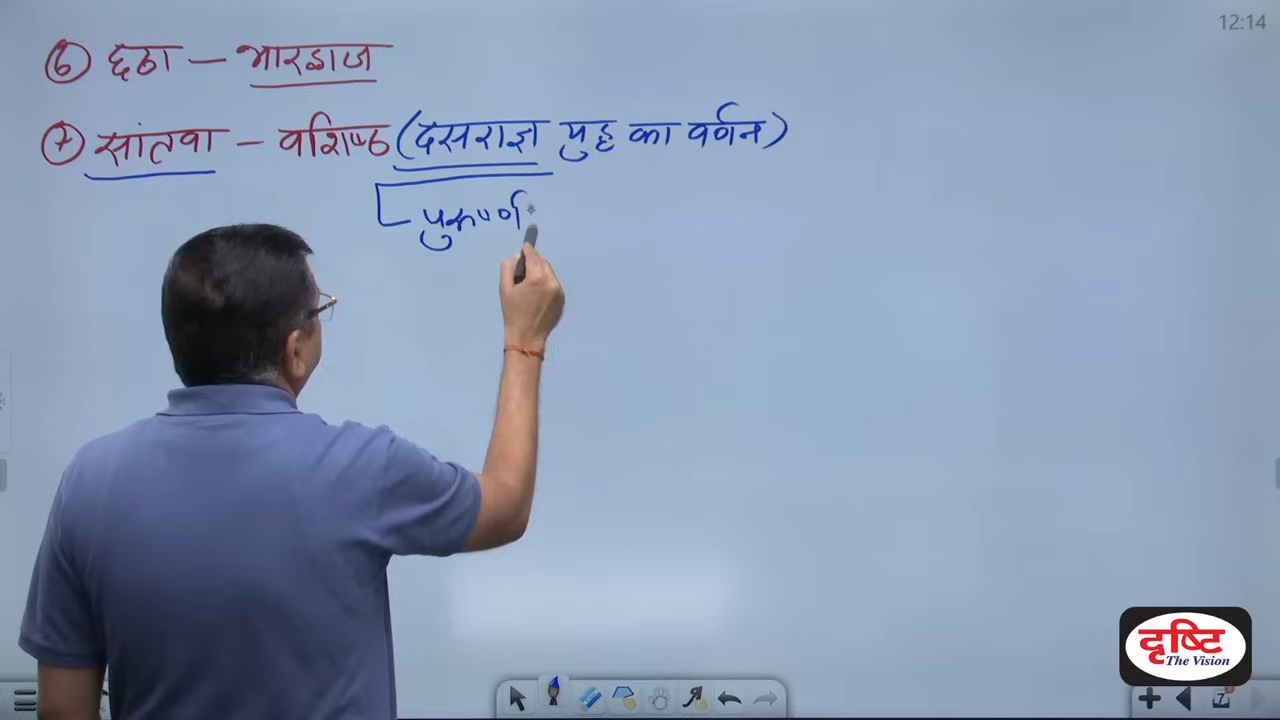 12:14
⑥ छठा – भारद्वाज
⑦ सांतवा – वशिष्ठ (दसराज्ञ युद्ध का वर्णन)
दृष्टि
The Vision